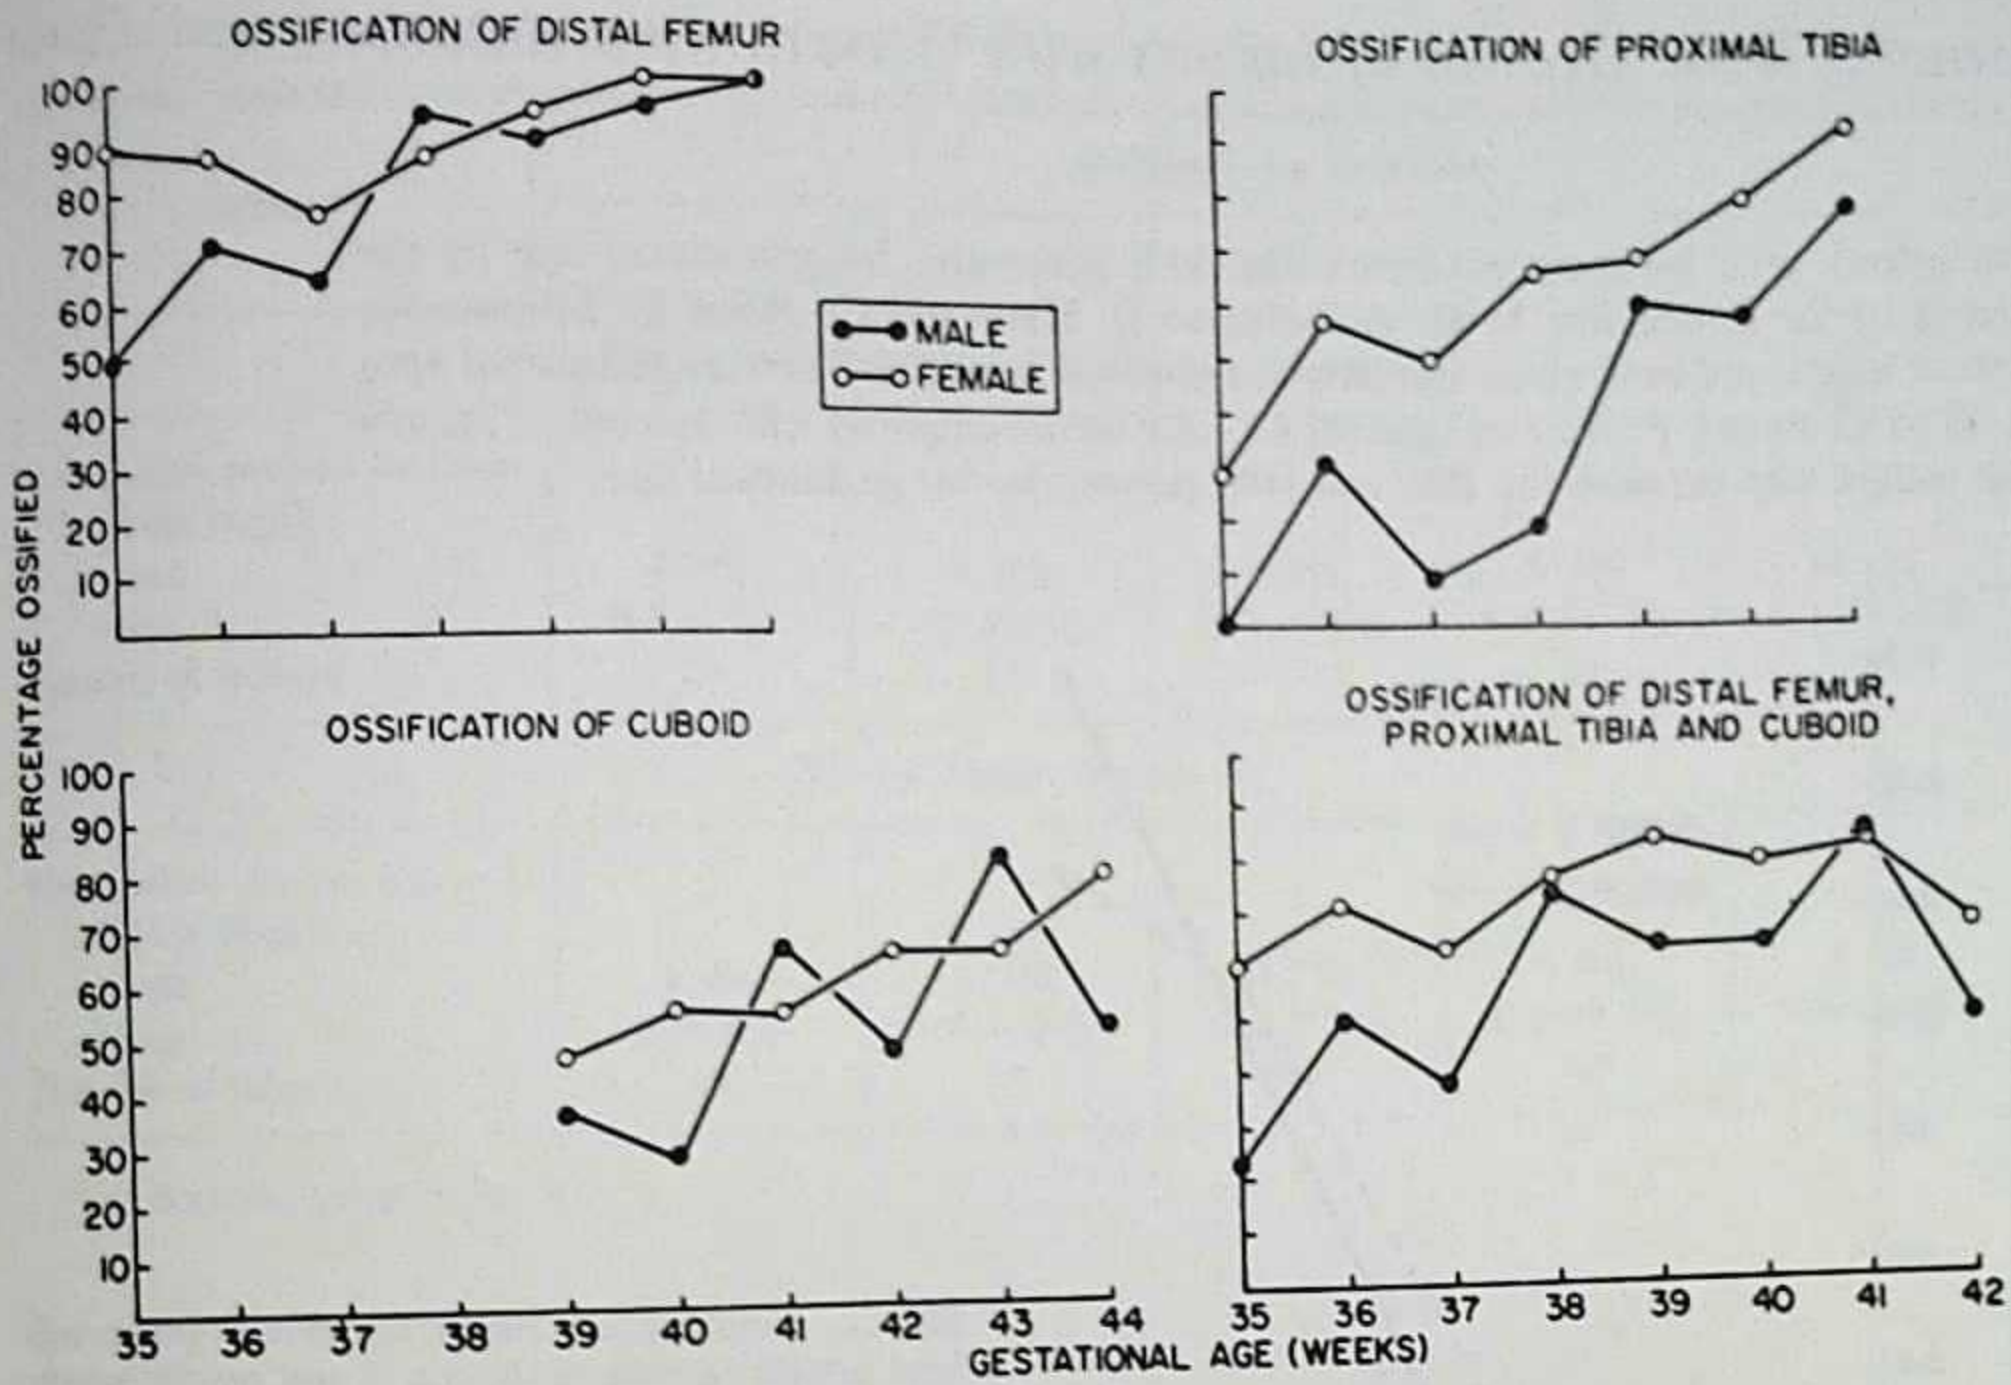 OSSIFICATION OF DISTAL FEMUR
100
90
80
70
60
50
40
30
20
10
OSSIFICATION OF PROXIMAL TIBIA
MALE
FEMALE
PERCENTAGE OSSIFIED
OSSIFICATION OF CUBOID
100
90
80
70
60
50
40
30
20
10
35 36 37 38 39 40 41 42 43 44
OSSIFICATION OF DISTAL FEMUR,
PROXIMAL TIBIA AND CUBOID
35 36 37 38 39 40 41 42
GESTATIONAL AGE (WEEKS)